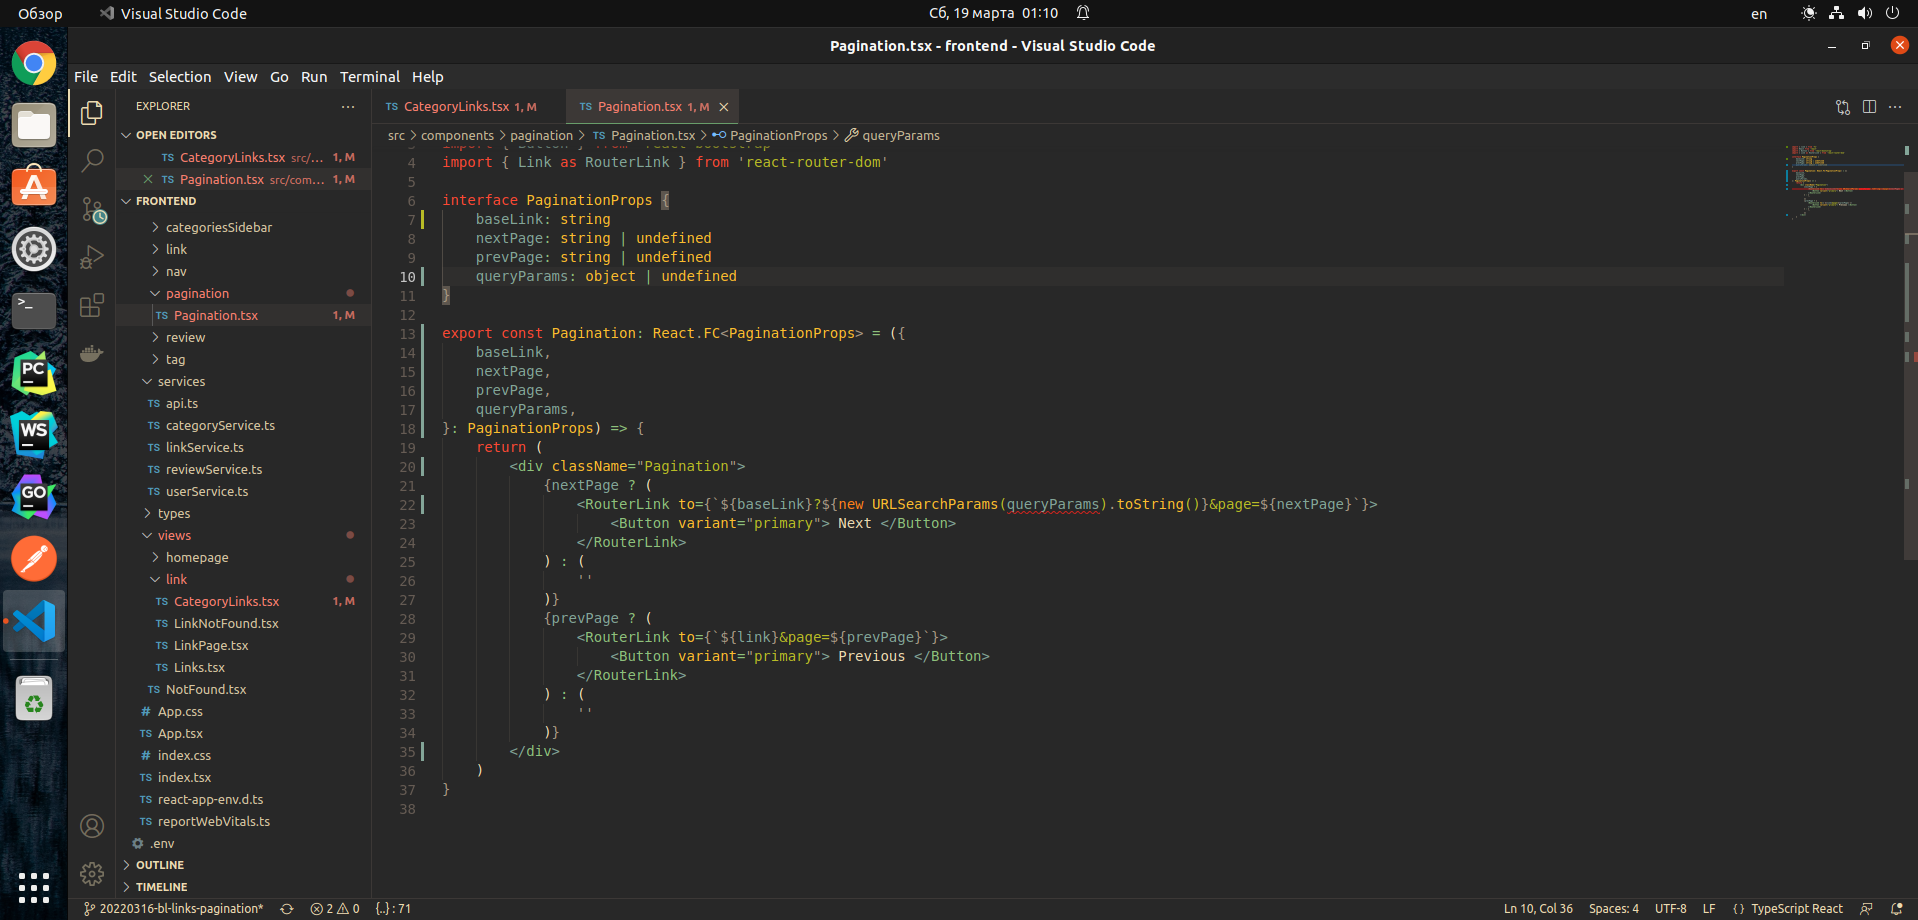 Обзор
Visual Studio Code
Сб, 19 марта 01:10
en
Pagination.tsx - frontend - Visual Studio Code
File Edit Selection View Go Run Terminal Help
EXPLORER
OPEN EDITORS
TS CategoryLinks.tsx src/... 1, M
TS Pagination.tsx src/com... 1, M
FRONTEND
categoriesSidebar
link
nav
pagination
TS Pagination.tsx 1, M
review
tag
services
TS api.ts
TS categoryService.ts
TS linkService.ts
TS reviewService.ts
TS userService.ts
types
views
homepage
link
TS CategoryLinks.tsx 1, M
TS LinkNotFound.tsx
TS LinkPage.tsx
TS Links.tsx
TS NotFound.tsx
# App.css
TS App.tsx
# index.css
TS index.tsx
TS react-app-env.d.ts
TS reportWebVitals.ts
.env
OUTLINE
TIMELINE
TS CategoryLinks.tsx 1, M
TS Pagination.tsx 1, M
src > components > pagination > TS Pagination.tsx > PaginationProps > queryParams
3 import { Button } from 'react-bootstrap'
4 import { Link as RouterLink } from 'react-router-dom'
5
6 interface PaginationProps {
7 baseLink: string
8 nextPage: string | undefined
9 prevPage: string | undefined
10 queryParams: object | undefined
11 }
12
13 export const Pagination: React.FC<PaginationProps> = ({
14 baseLink,
15 nextPage,
16 prevPage,
17 queryParams,
18 }: PaginationProps) => {
19 return (
20 <div className="Pagination">
21 {nextPage ? (
22 <RouterLink to={`${baseLink}?${new URLSearchParams(queryParams).toString()}&page=${nextPage}`}>
23 <Button variant="primary"> Next </Button>
24 </RouterLink>
25 ) : (
26 ''
27 )}
28 {prevPage ? (
29 <RouterLink to={`${link}&page=${prevPage}`}>
30 <Button variant="primary"> Previous </Button>
31 </RouterLink>
32 ) : (
33 ''
34 )}
35 </div>
36 )
37 }
38
PC
WS
GO
20220316-bl-links-pagination*
2 0
{..} : 71
Ln 10, Col 36
Spaces: 4
UTF-8
LF
{ } TypeScript React